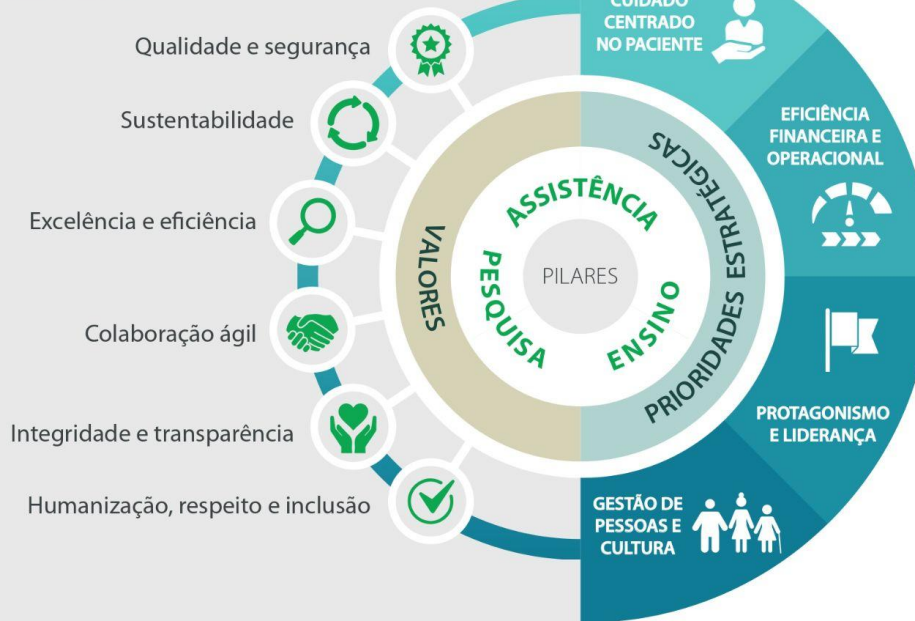 Qualidade e segurança
Sustentabilidade
Excelência e eficiência
Colaboração ágil
Integridade e transparência
Humanização, respeito e inclusão
VALORES
PILARES
ASSISTÊNCIA
PESQUISA
ENSINO
PRIORIDADES ESTRATÉGICAS
CUIDADO
CENTRADO
NO PACIENTE
EFICIÊNCIA
FINANCEIRA E
OPERACIONAL
PROTAGONISMO
E LIDERANÇA
GESTÃO DE
PESSOAS E
CULTURA